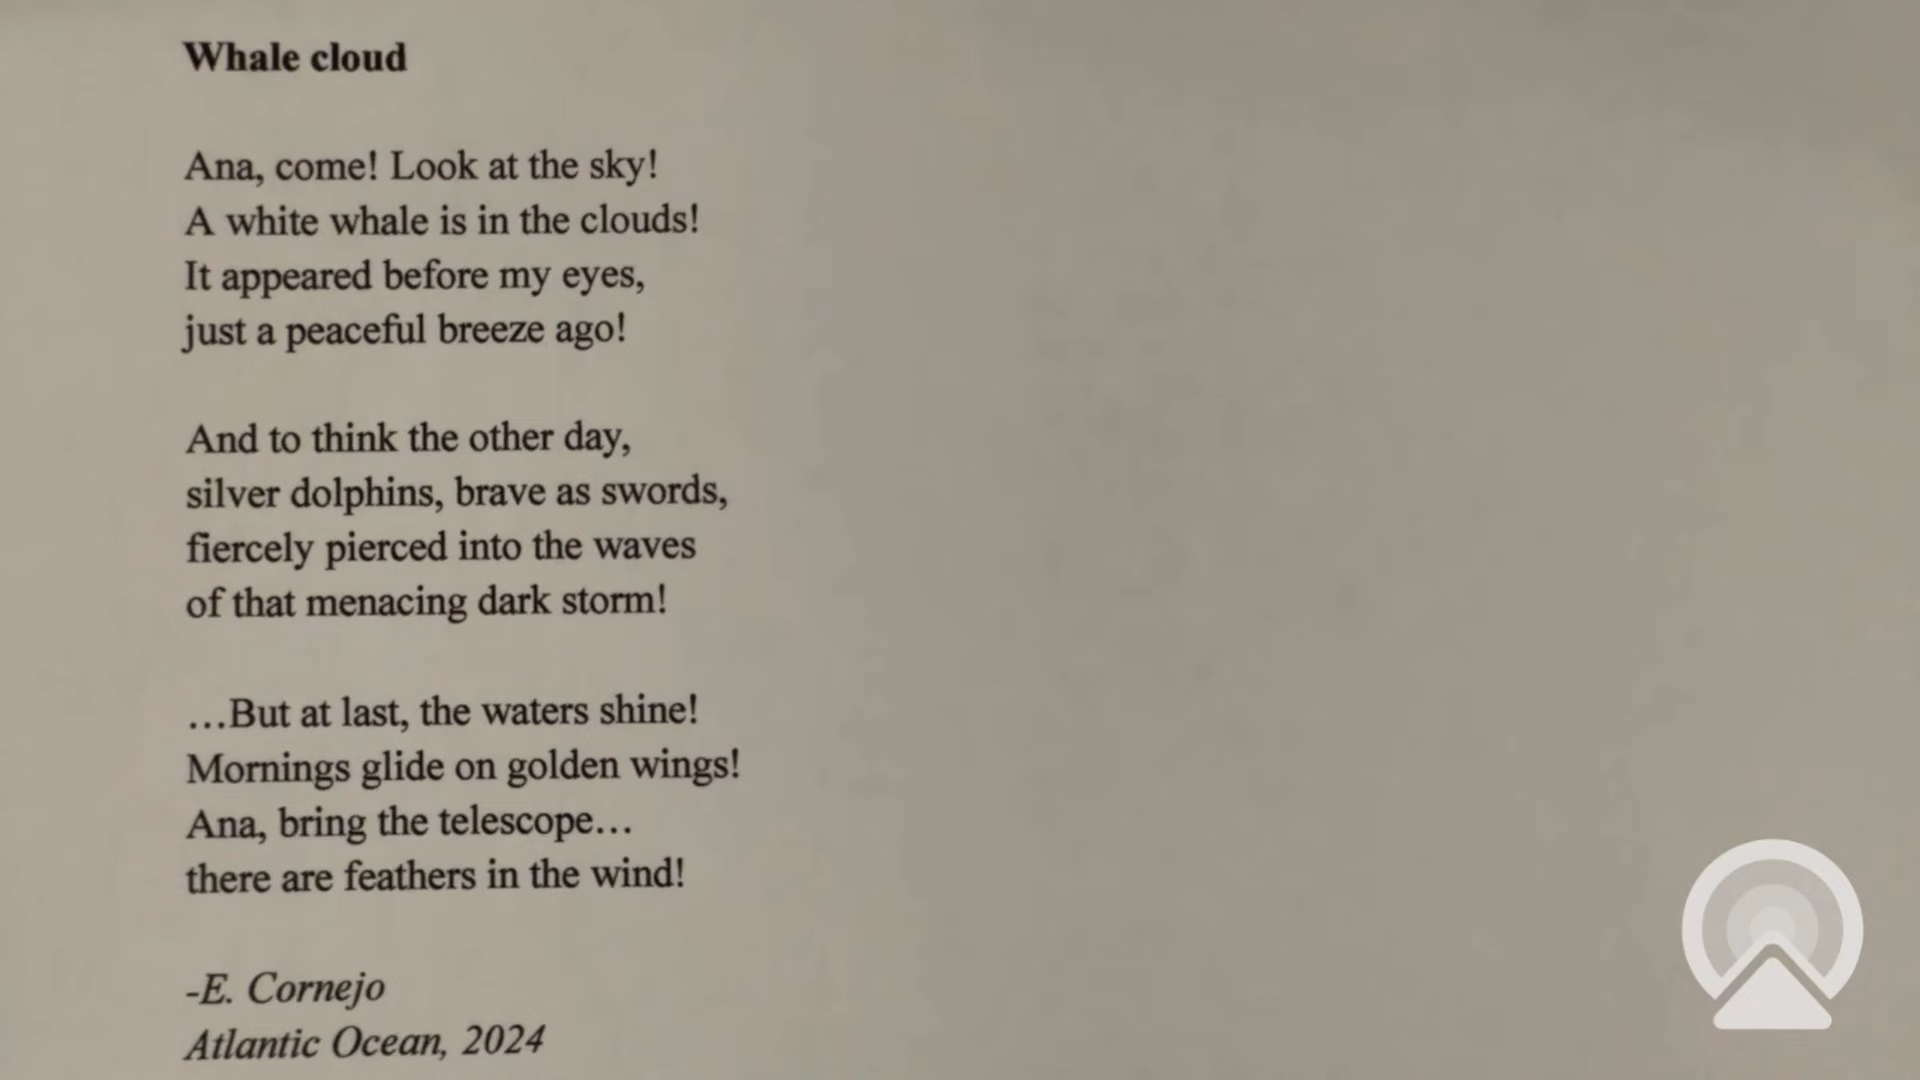 Whale cloud
Ana, come! Look at the sky!
A white whale is in the clouds!
It appeared before my eyes,
just a peaceful breeze ago!
And to think the other day,
silver dolphins, brave as swords,
fiercely pierced into the waves
of that menacing dark storm!
…But at last, the waters shine!
Mornings glide on golden wings!
Ana, bring the telescope…
there are feathers in the wind!
-E. Cornejo
Atlantic Ocean, 2024